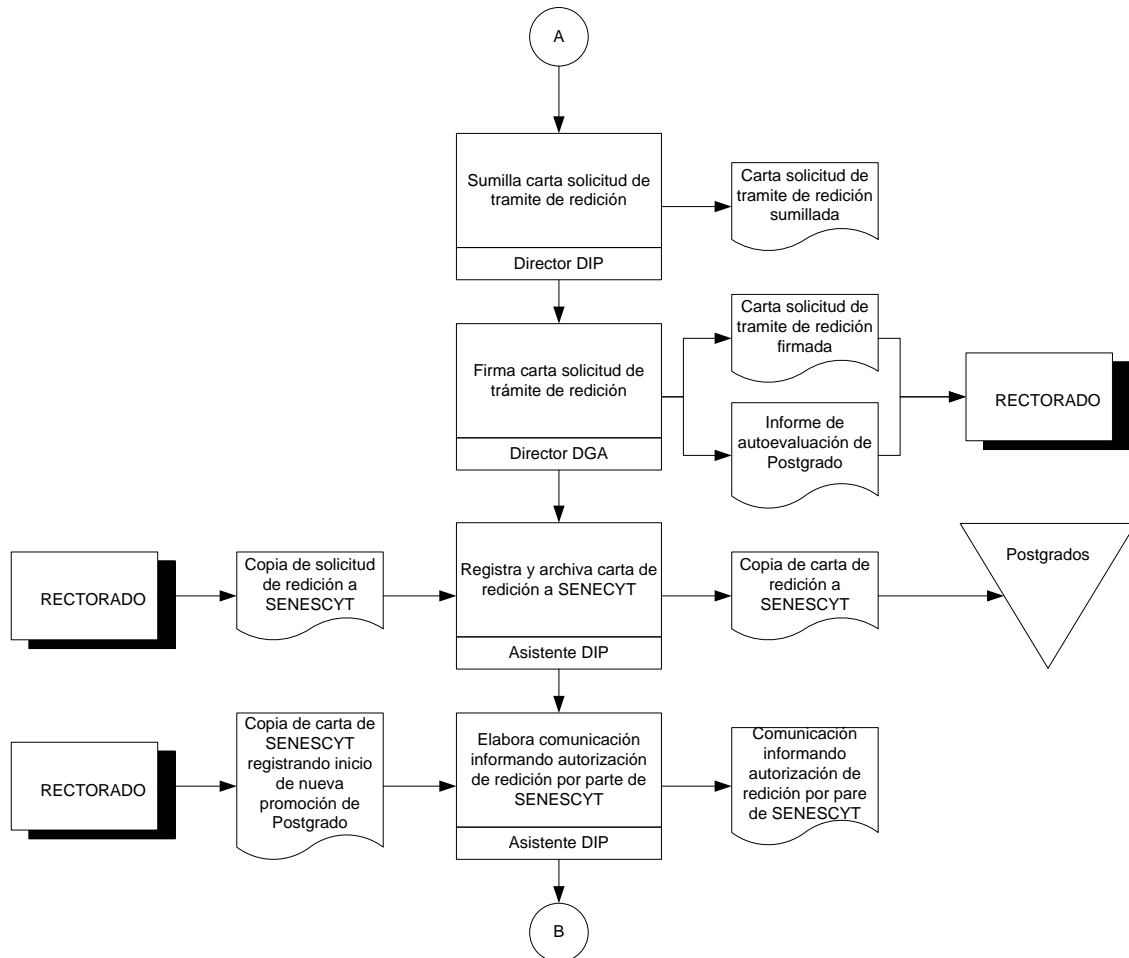 A
Sumilla carta solicitud de
tramite de redición
Director DIP
Carta solicitud de
tramite de redición
sumillada
Firma carta solicitud de
trámite de redición
Director DGA
Carta solicitud de
tramite de redición
firmada
Informe de
autoevaluación de
Postgrado
RECTORADO
RECTORADO
Copia de solicitud
de redición a
SENESCYT
Registra y archiva carta de
redición a SENECYT
Asistente DIP
Copia de carta de
redición a
SENESCYT
Postgrados
RECTORADO
Copia de carta de
SENESCYT
registrando inicio
de nueva
promoción de
Postgrado
Elabora comunicación
informando autorización
de redición por parte de
SENESCYT
Asistente DIP
Comunicación
informando
autorización de
redición por pare
de SENESCYT
B